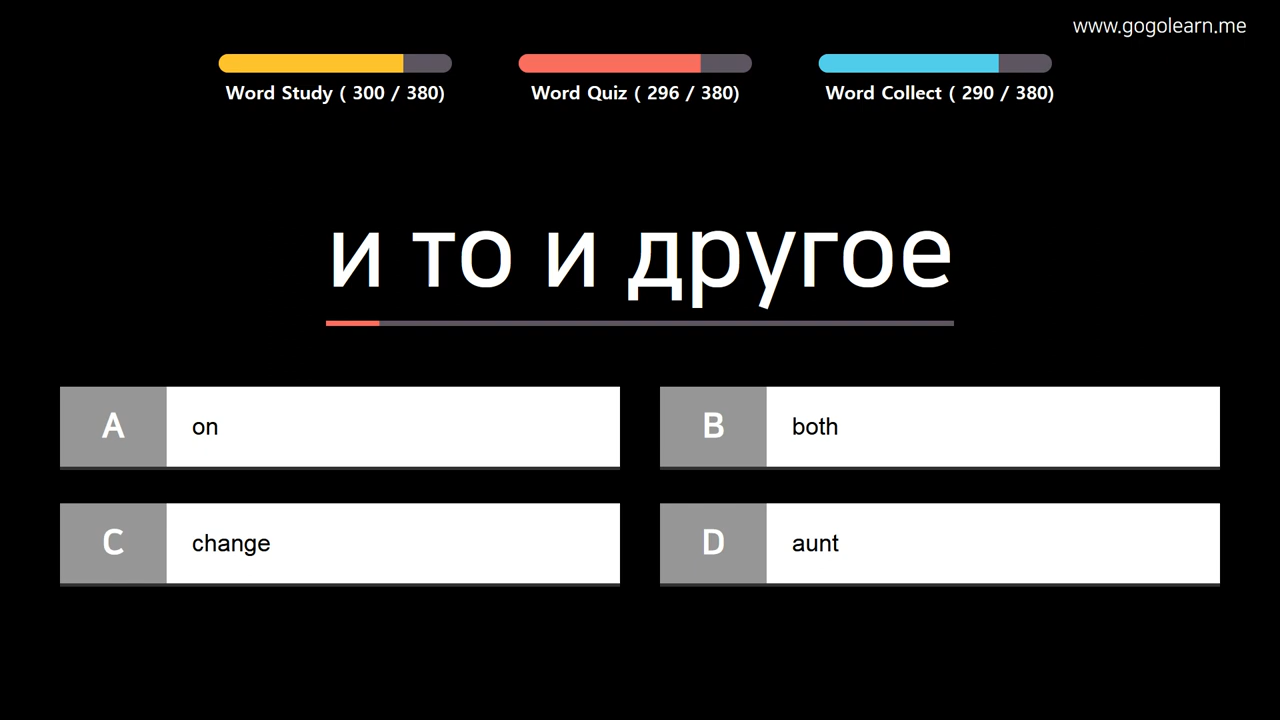 www.gogolearn.me
Word Study ( 300 / 380)
Word Quiz ( 296 / 380)
Word Collect ( 290 / 380)
и то и другое
A on
B both
C change
D aunt